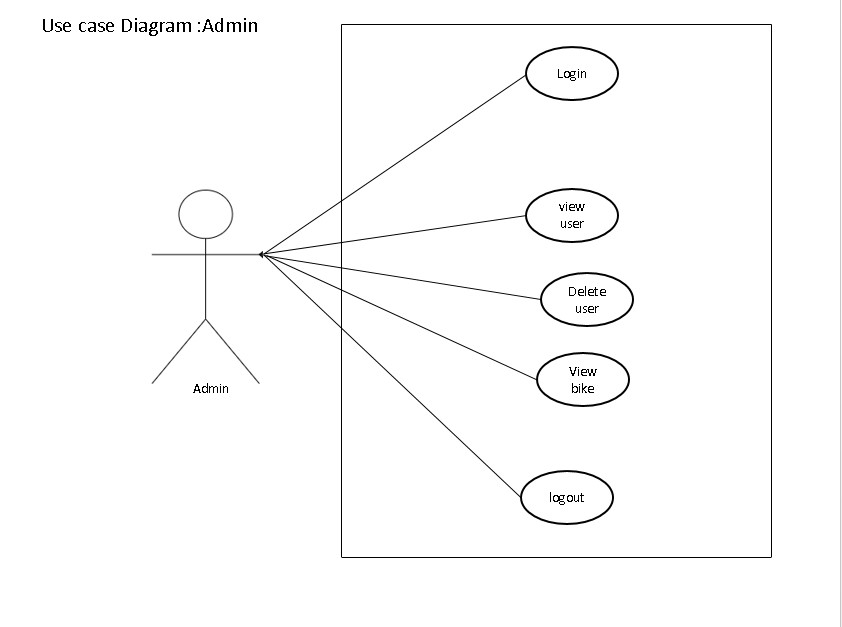 Use case Diagram :Admin
Login
view
user
Delete
user
View
bike
Admin
logout